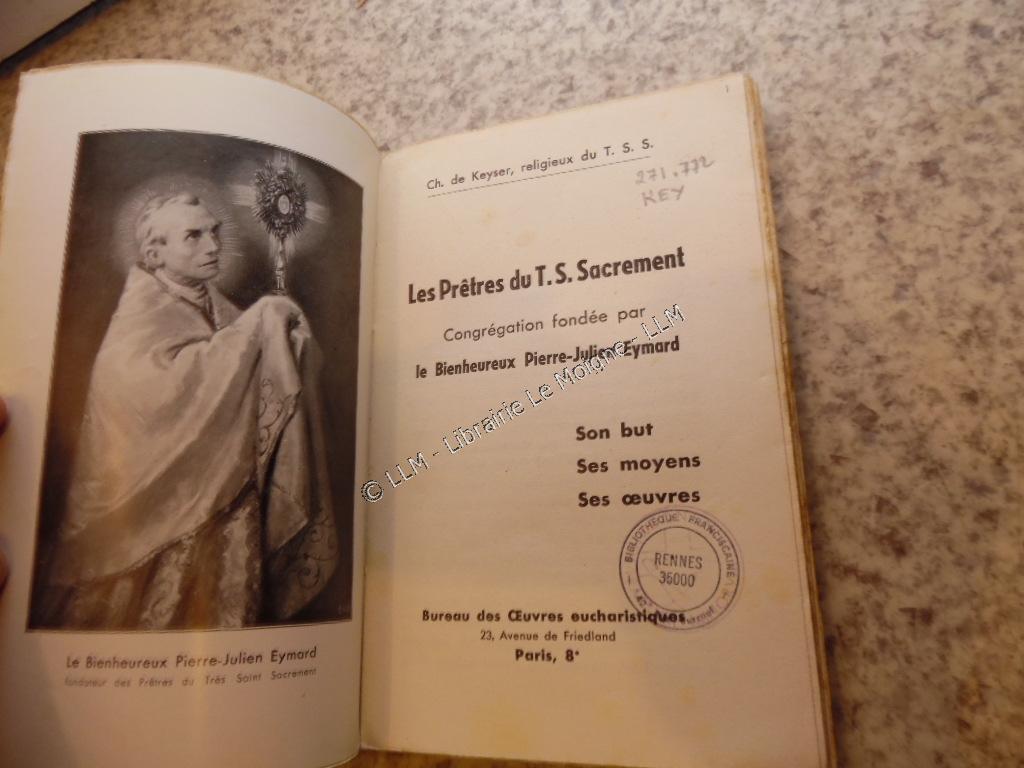 Le Bienheureux Pierre-Julien Eymard
fondateur des Prêtres du Très Saint Sacrement
1
Ch. de Keyser, religieux du T. S. S.
271.772
KEY
Les Prêtres du T. S. Sacrement
Congrégation fondée par
le Bienheureux Pierre-Julien Eymard
Son but
Ses moyens
Ses œuvres
BIBLIOTHÈQUE FRANCISCAINE
RENNES
35000
Bureau des Œuvres eucharistiques
23, Avenue de Friedland
Paris, 8e
© LLM - Librairie Le Moigne - LLM